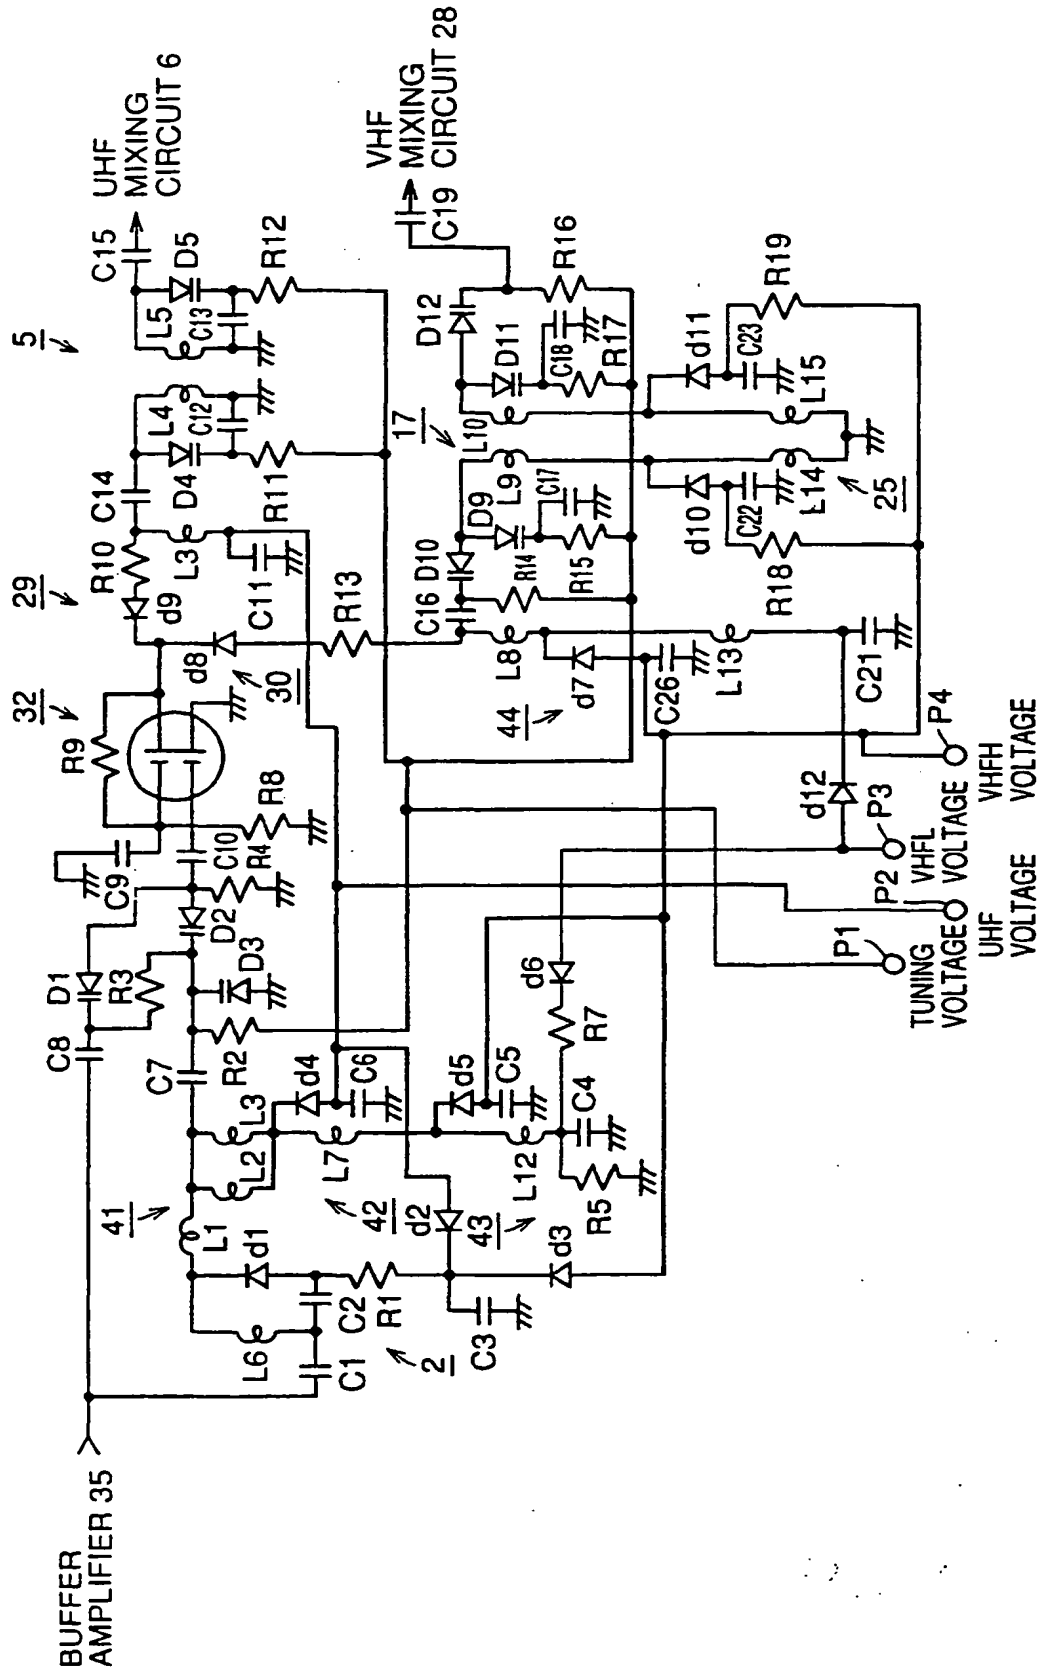 BUFFER
AMPLIFIER 35
C8
D1
R3
C9
R9
32
29
5
UHF
MIXING
CIRCUIT 6
C15
D5
L5
C13
R12
L4
C12
C14
D4
R11
R10
L3
d9
C11
d8
30
R13
R8
C10
R4
D2
D3
C7
R2
L3
L2
d4
C6
41
L1
L7
42
d1
L6
C1
C2
R1
2
d2
43
C3
d3
d5
C5
L12
C4
R5
R7
d6
VHF
MIXING
CIRCUIT 28
C19
D12
R16
D11
C18
R17
17
L10
D9
L9
C17
D10
R14
R15
C16
L8
44
d7
C26
L13
C21
d11
C23
R19
L15
d10
C22
L14
25
R18
d12
P1
TUNING
VOLTAGE
P2
UHF
VOLTAGE
P3
VHFL
VOLTAGE
P4
VHFH
VOLTAGE